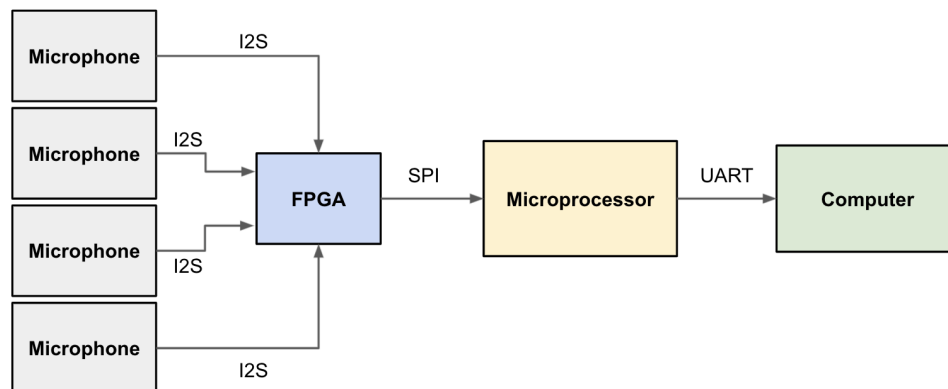 Microphone
I2S
Microphone
I2S
Microphone
I2S
Microphone
I2S
FPGA
SPI
Microprocessor
UART
Computer